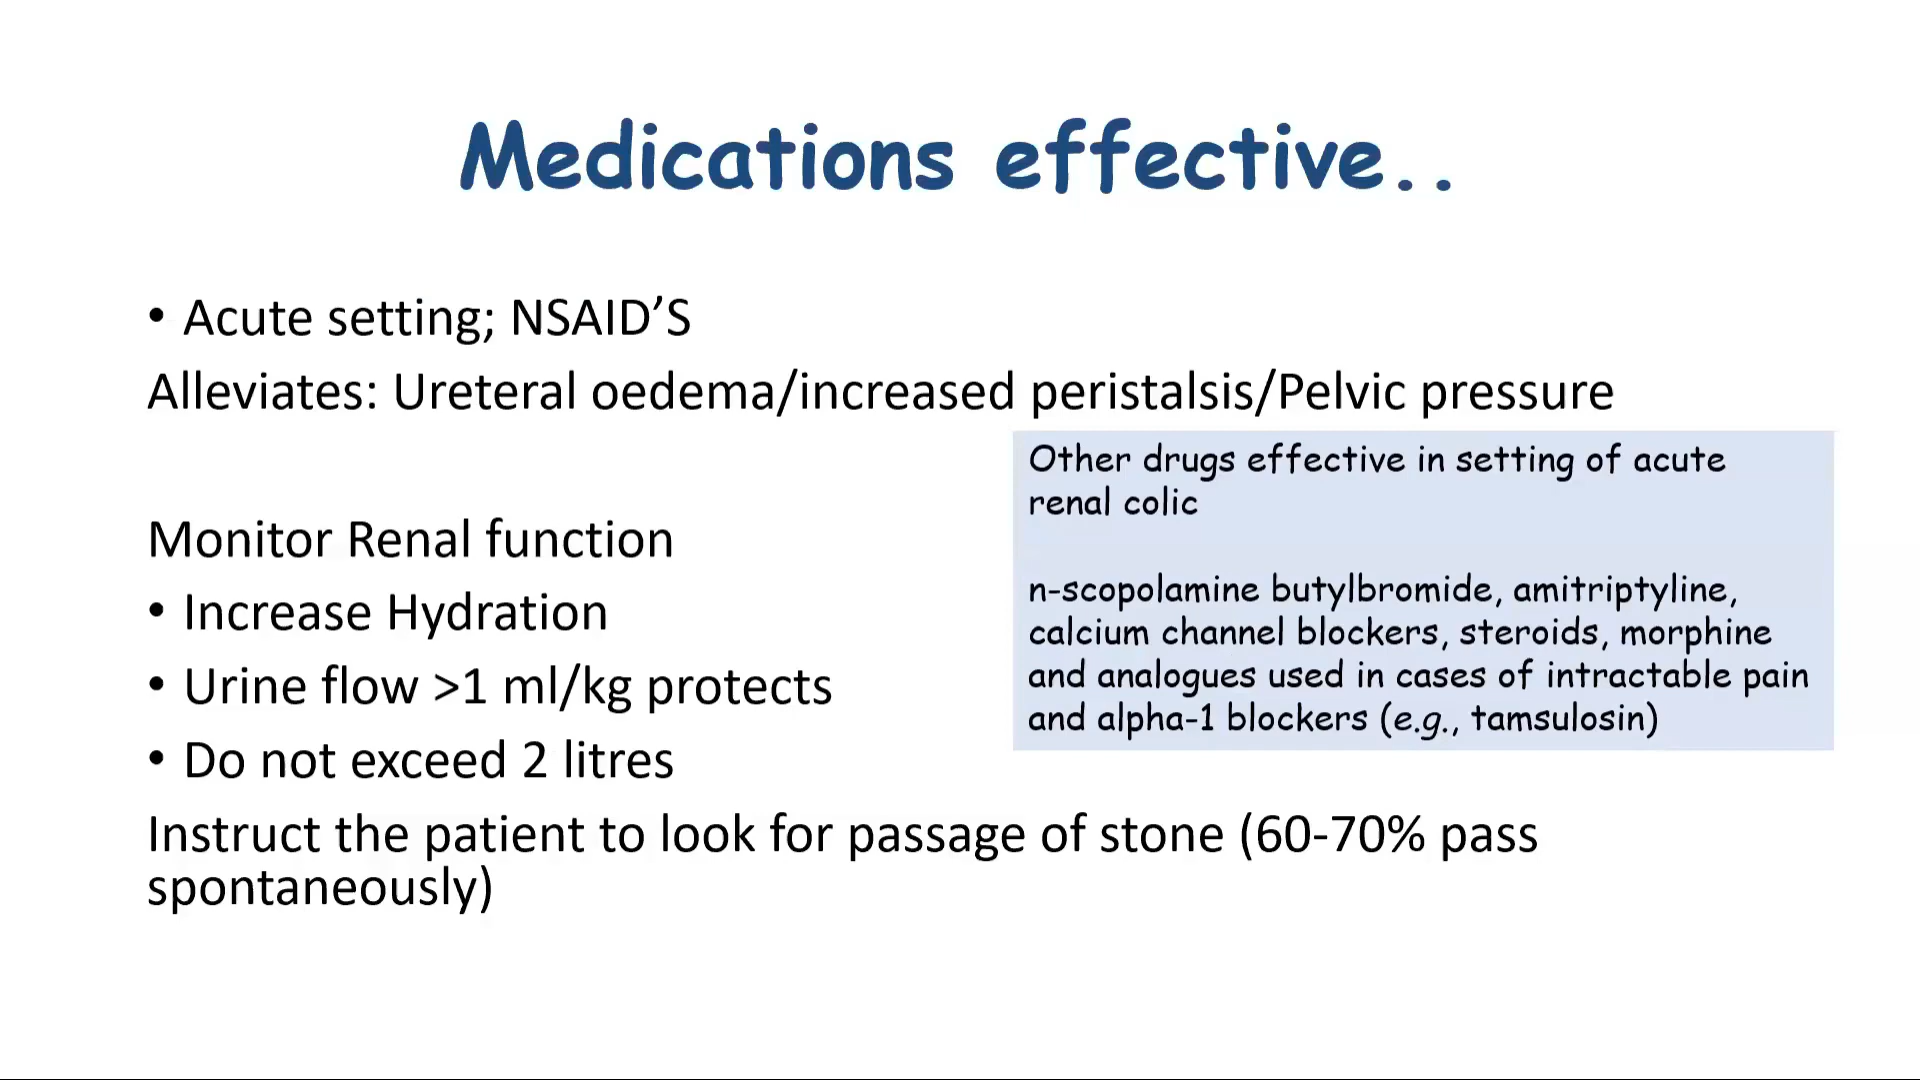 Medications effective..
• Acute setting; NSAID’S
Alleviates: Ureteral oedema/increased peristalsis/Pelvic pressure
Monitor Renal function
• Increase Hydration
• Urine flow >1 ml/kg protects
• Do not exceed 2 litres
Instruct the patient to look for passage of stone (60-70% pass
spontaneously)
Other drugs effective in setting of acute
renal colic
n-scopolamine butylbromide, amitriptyline,
calcium channel blockers, steroids, morphine
and analogues used in cases of intractable pain
and alpha-1 blockers (e.g., tamsulosin)